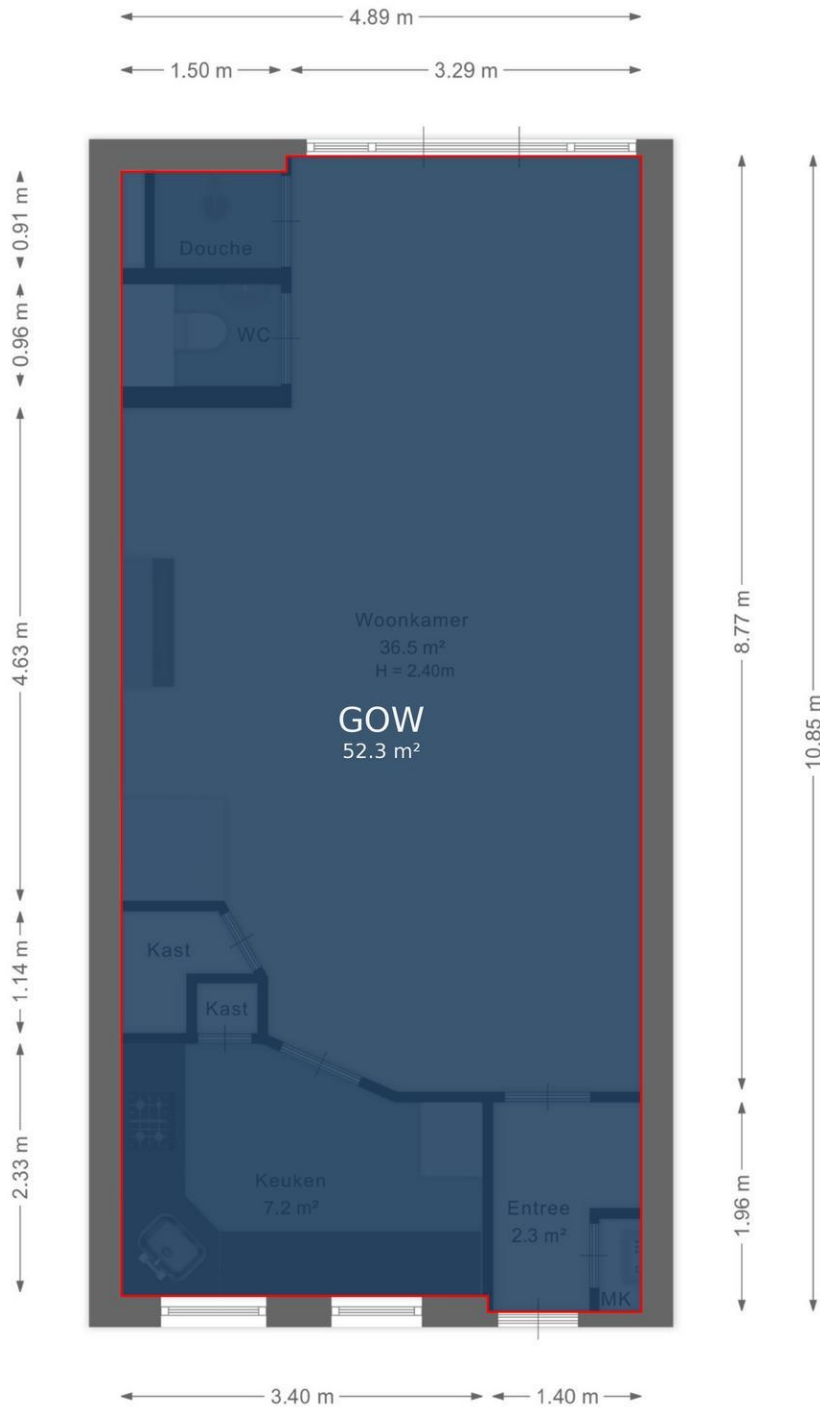 4.89 m
1.50 m
3.29 m
0.91 m
Douche
0.96 m
WC
4.63 m
8.77 m
10.85 m
Woonkamer
36.5 m²
H = 2.40m
GOW
52.3 m²
Kast
1.14 m
Kast
2.33 m
Keuken
7.2 m²
Entree
2.3 m²
1.96 m
MK
3.40 m
1.40 m